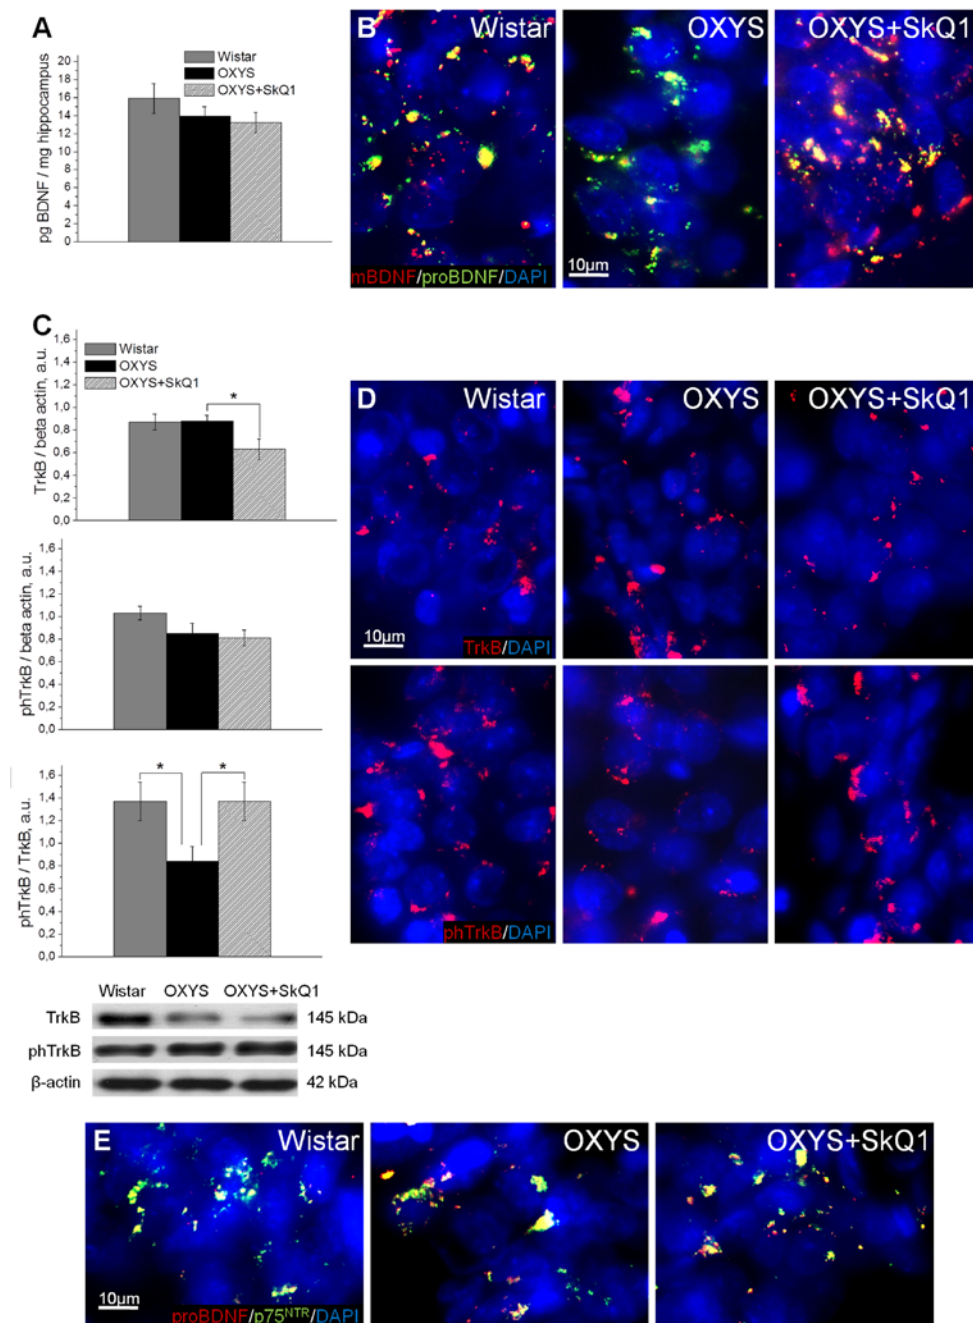 A
Wistar
OXYS
OXYS+SkQ1
pg BDNF / mg hippocampus
20
18
16
14
12
10
8
6
4
2
0
B
Wistar
OXYS
OXYS+SkQ1
mBDNF/proBDNF/DAPI
10µm
C
Wistar
OXYS
OXYS+SkQ1
TrkB / beta actin, a.u.
1,6
1,4
1,2
1,0
0,8
0,6
0,4
0,2
0,0
*
phTrkB / beta actin, a.u.
1,6
1,4
1,2
1,0
0,8
0,6
0,4
0,2
0,0
phTrkB / TrkB, a.u.
1,6
1,4
1,2
1,0
0,8
0,6
0,4
0,2
0,0
*
*
Wistar OXYS OXYS+SkQ1
TrkB 145 kDa
phTrkB 145 kDa
β-actin 42 kDa
D
Wistar
OXYS
OXYS+SkQ1
10µm
TrkB/DAPI
phTrkB/DAPI
E
Wistar
OXYS
OXYS+SkQ1
10µm
proBDNF/p75NTR/DAPI